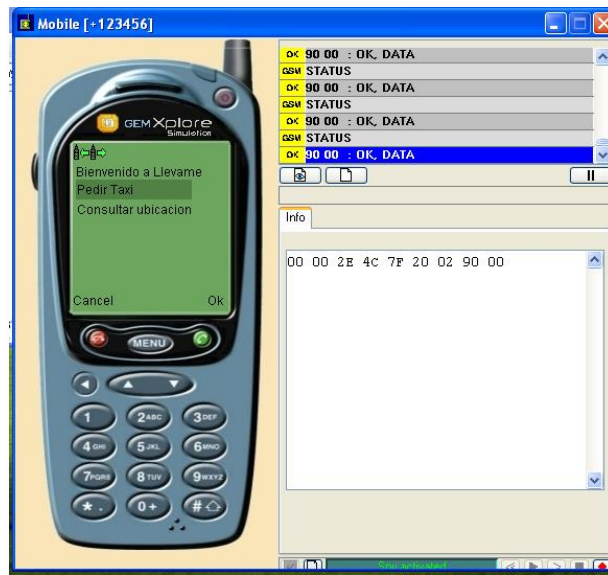 Mobile [+123456]
OK 90 00 : OK, DATA
GSM STATUS
OK 90 00 : OK, DATA
GSM STATUS
OK 90 00 : OK, DATA
GSM STATUS
OK 90 00 : OK, DATA
Info
00 00 2E 4C 7F 20 02 90 00
Spy activated
GEMXplore
Simulation
Bienvenido a Llevame
Pedir Taxi
Consultar ubicacion
Cancel Ok
MENU
1 2ABC 3DEF
4GHI 5JKL 6MNO
7PQRS 8TUV 9WXYZ
* . 0+ #